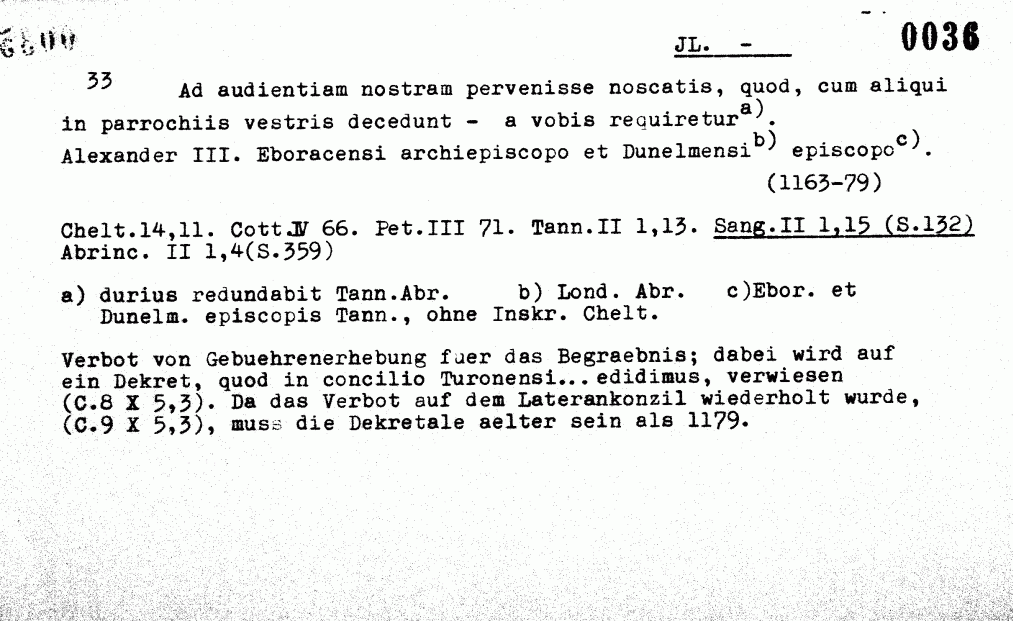 JL. - 0036
33 Ad audientiam nostram pervenisse noscatis, quod, cum aliqui
in parrochiis vestris decedunt - a vobis requiretur a).
Alexander III. Eboracensi archiepiscopo et Dunelmensi b) episcopo c).
(1163-79)
Chelt.14,11. Cott.IV 66. Pet.III 71. Tann.II 1,13. Sang.II 1,15 (S.132)
Abrinc. II 1,4(S.359)
a) durius redundabit Tann.Abr. b) Lond. Abr. c)Ebor. et
Dunelm. episcopis Tann., ohne Inskr. Chelt.
Verbot von Gebuehrenerhebung fuer das Begraebnis; dabei wird auf
ein Dekret, quod in concilio Turonensi... edidimus, verwiesen
(C.8 X 5,3). Da das Verbot auf dem Laterankonzil wiederholt wurde,
(C.9 X 5,3), muss die Dekretale aelter sein als 1179.